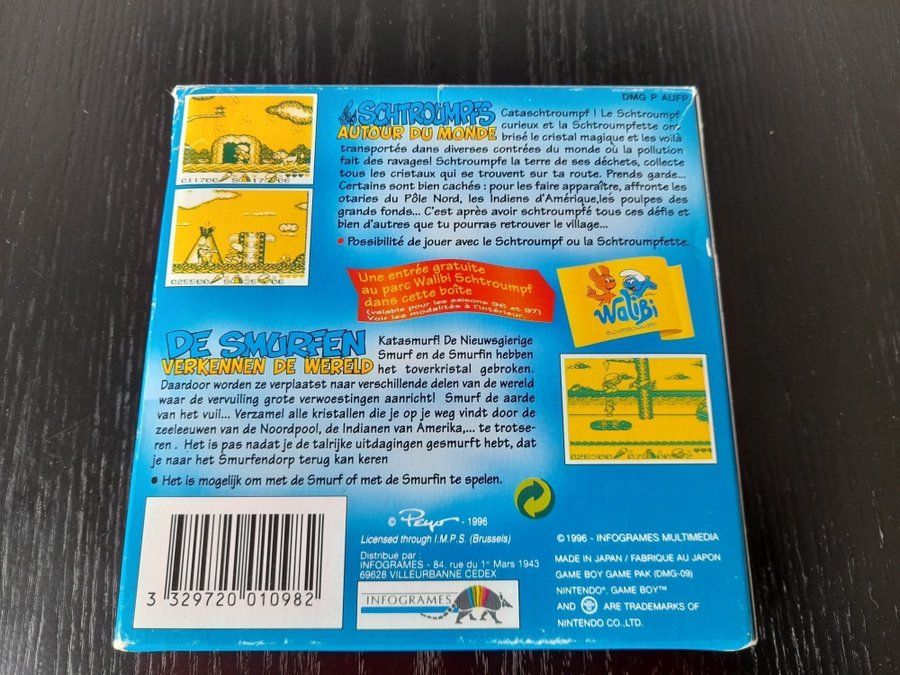 DMG P AUFP
les SCHTROUMPFS
AUTOUR DU MONDE
Cataschtroumpf ! Le Schtroumpf
curieux et la Schtroumpfette ont
brisé le cristal magique et les voilà
transportés dans diverses contrées du monde où la pollution
fait des ravages! Schtroumpfe la terre de ses déchets, collecte
tous les cristaux qui se trouvent sur ta route. Prends garde...
Certains sont bien cachés : pour les faire apparaître, affronte les
otaries du Pôle Nord, les Indiens d'Amérique,les poulpes des
grands fonds... C'est après avoir schtroumpfé tous ces défis et
bien d'autres que tu pourras retrouver le village...
• Possibilité de jouer avec le Schtroumpf ou la Schtroumpfette.
011700
025500
Une entrée gratuite
au parc Walibi Schtroumpf
dans cette boîte
(valable pour les saisons 96 et 97)
Voir les modalités à l'intérieur.
Walibi
SCHTROUMPF
DE SMURFEN
VERKENNEN DE WERELD
Katasmurf! De Nieuwsgierige
Smurf en de Smurfin hebben
het toverkristal gebroken.
Daardoor worden ze verplaatst naar verschillende delen van de wereld
waar de vervuiling grote verwoestingen aanricht! Smurf de aarde
van het vuil... Verzamel alle kristallen die je op je weg vindt door de
zeeleeuwen van de Noordpool, de Indianen van Amerika,... te trotse-
ren . Het is pas nadat je de talrijke uitdagingen gesmurft hebt, dat
je naar het Smurfendorp terug kan keren
• Het is mogelijk om met de Smurf of met de Smurfin te spelen.
3 329720 010982
© Peyo - 1996
Licensed through I.M.P.S. (Brussels)
Distribué par :
INFOGRAMES - 84, rue du 1er Mars 1943
69628 VILLEURBANNE CEDEX
INFOGRAMES
© 1996 - INFOGRAMES MULTIMEDIA
MADE IN JAPAN / FABRIQUE AU JAPON
GAME BOY GAME PAK (DMG-09)
NINTENDO®, GAME BOY™
AND ARE TRADEMARKS OF
NINTENDO CO.,LTD.